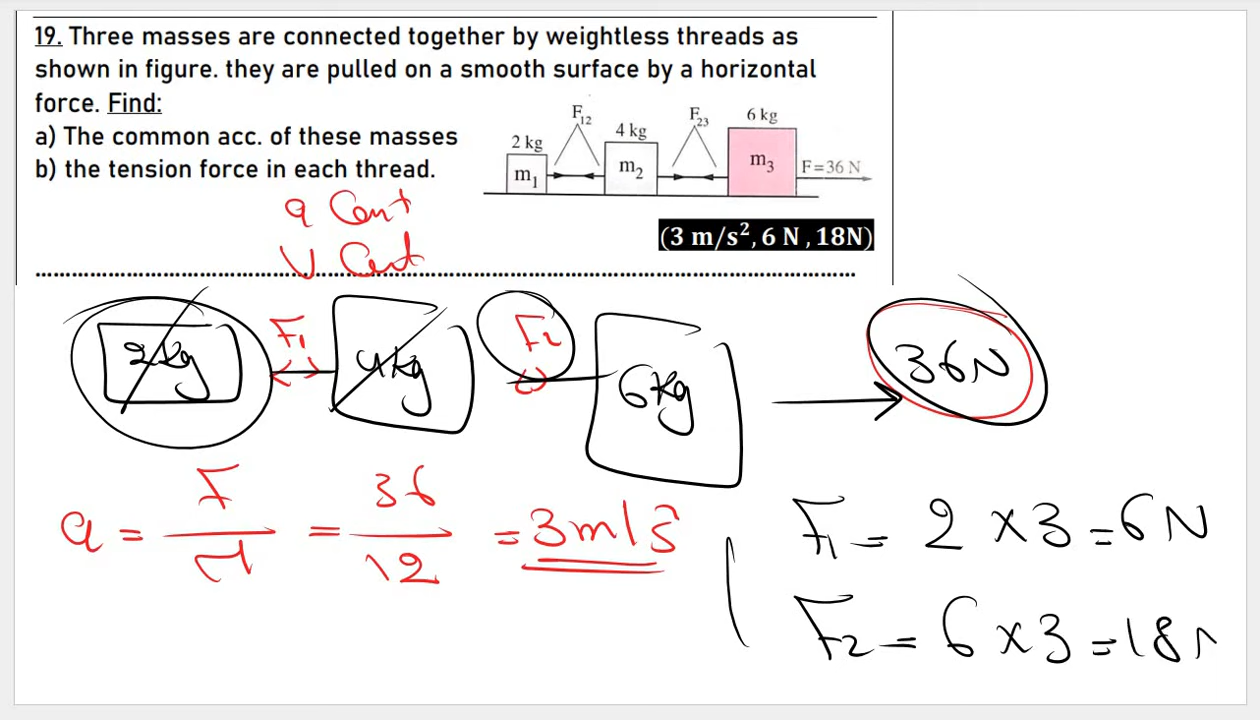 19. Three masses are connected together by weightless threads as
shown in figure. they are pulled on a smooth surface by a horizontal
force. Find:
a) The common acc. of these masses
b) the tension force in each thread.
F12 F23 6 kg
2 kg 4 kg
m1 m2 m3 F=36 N
(3 m/s², 6 N , 18N)
a Cont
V Cont
2kg F1 4kg F2 6kg 36N
a = F/M = 36/12 = 3m/s²
F1 = 2 × 3 = 6N
F2 = 6 × 3 = 18N